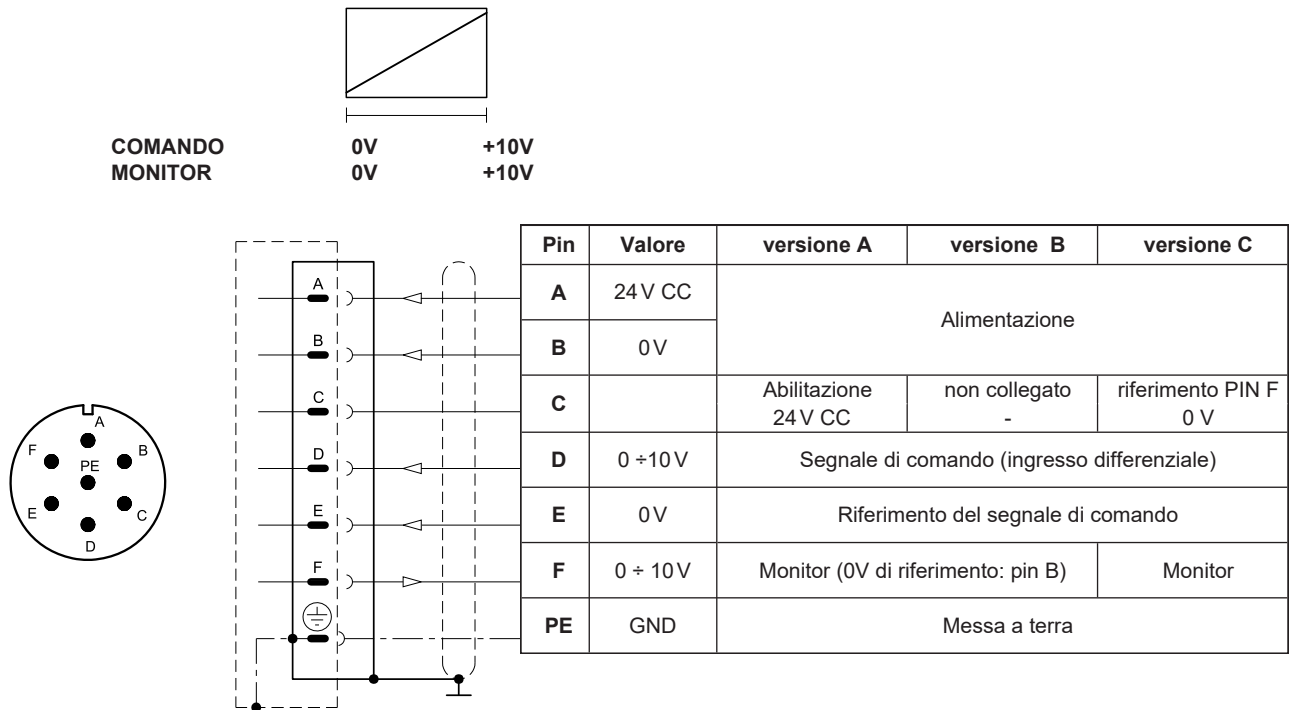 COMANDO 0V +10V
MONITOR 0V +10V
Pin Valore versione A versione B versione C
A 24 V CC Alimentazione
B 0 V
C Abilitazione non collegato riferimento PIN F
24 V CC - 0 V
D 0 ÷10 V Segnale di comando (ingresso differenziale)
E 0 V Riferimento del segnale di comando
F 0 ÷ 10 V Monitor (0V di riferimento: pin B) Monitor
PE GND Messa a terra
A
B
C
D
E
F
A
F B
PE
E C
D